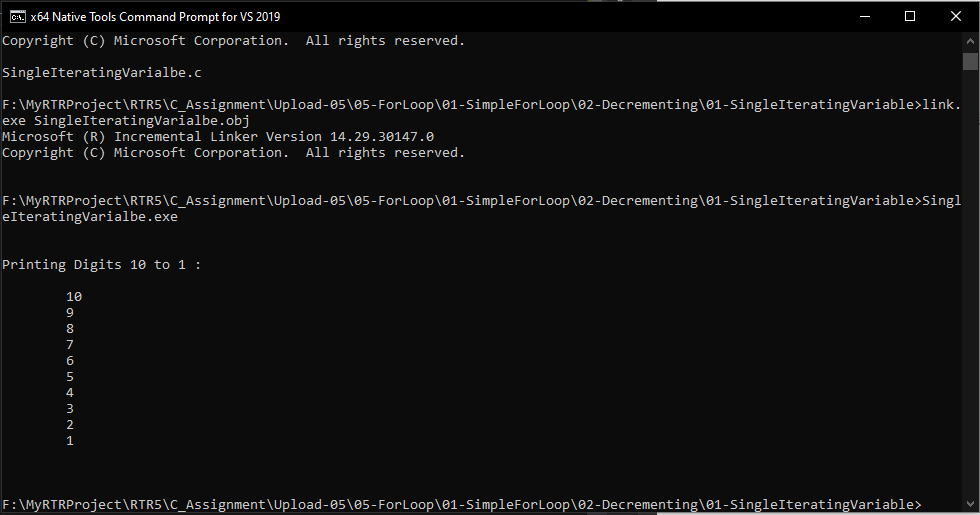 x64 Native Tools Command Prompt for VS 2019
Copyright (C) Microsoft Corporation.  All rights reserved.
SingleIteratingVarialbe.c
F:\MyRTRProject\RTR5\C_Assignment\Upload-05\05-ForLoop\01-SimpleForLoop\02-Decrementing\01-SingleIteratingVariable>link.
exe SingleIteratingVarialbe.obj
Microsoft (R) Incremental Linker Version 14.29.30147.0
Copyright (C) Microsoft Corporation.  All rights reserved.
F:\MyRTRProject\RTR5\C_Assignment\Upload-05\05-ForLoop\01-SimpleForLoop\02-Decrementing\01-SingleIteratingVariable>Singl
eIteratingVarialbe.exe
Printing Digits 10 to 1 :
10
9
8
7
6
5
4
3
2
1
F:\MyRTRProject\RTR5\C_Assignment\Upload-05\05-ForLoop\01-SimpleForLoop\02-Decrementing\01-SingleIteratingVariable>